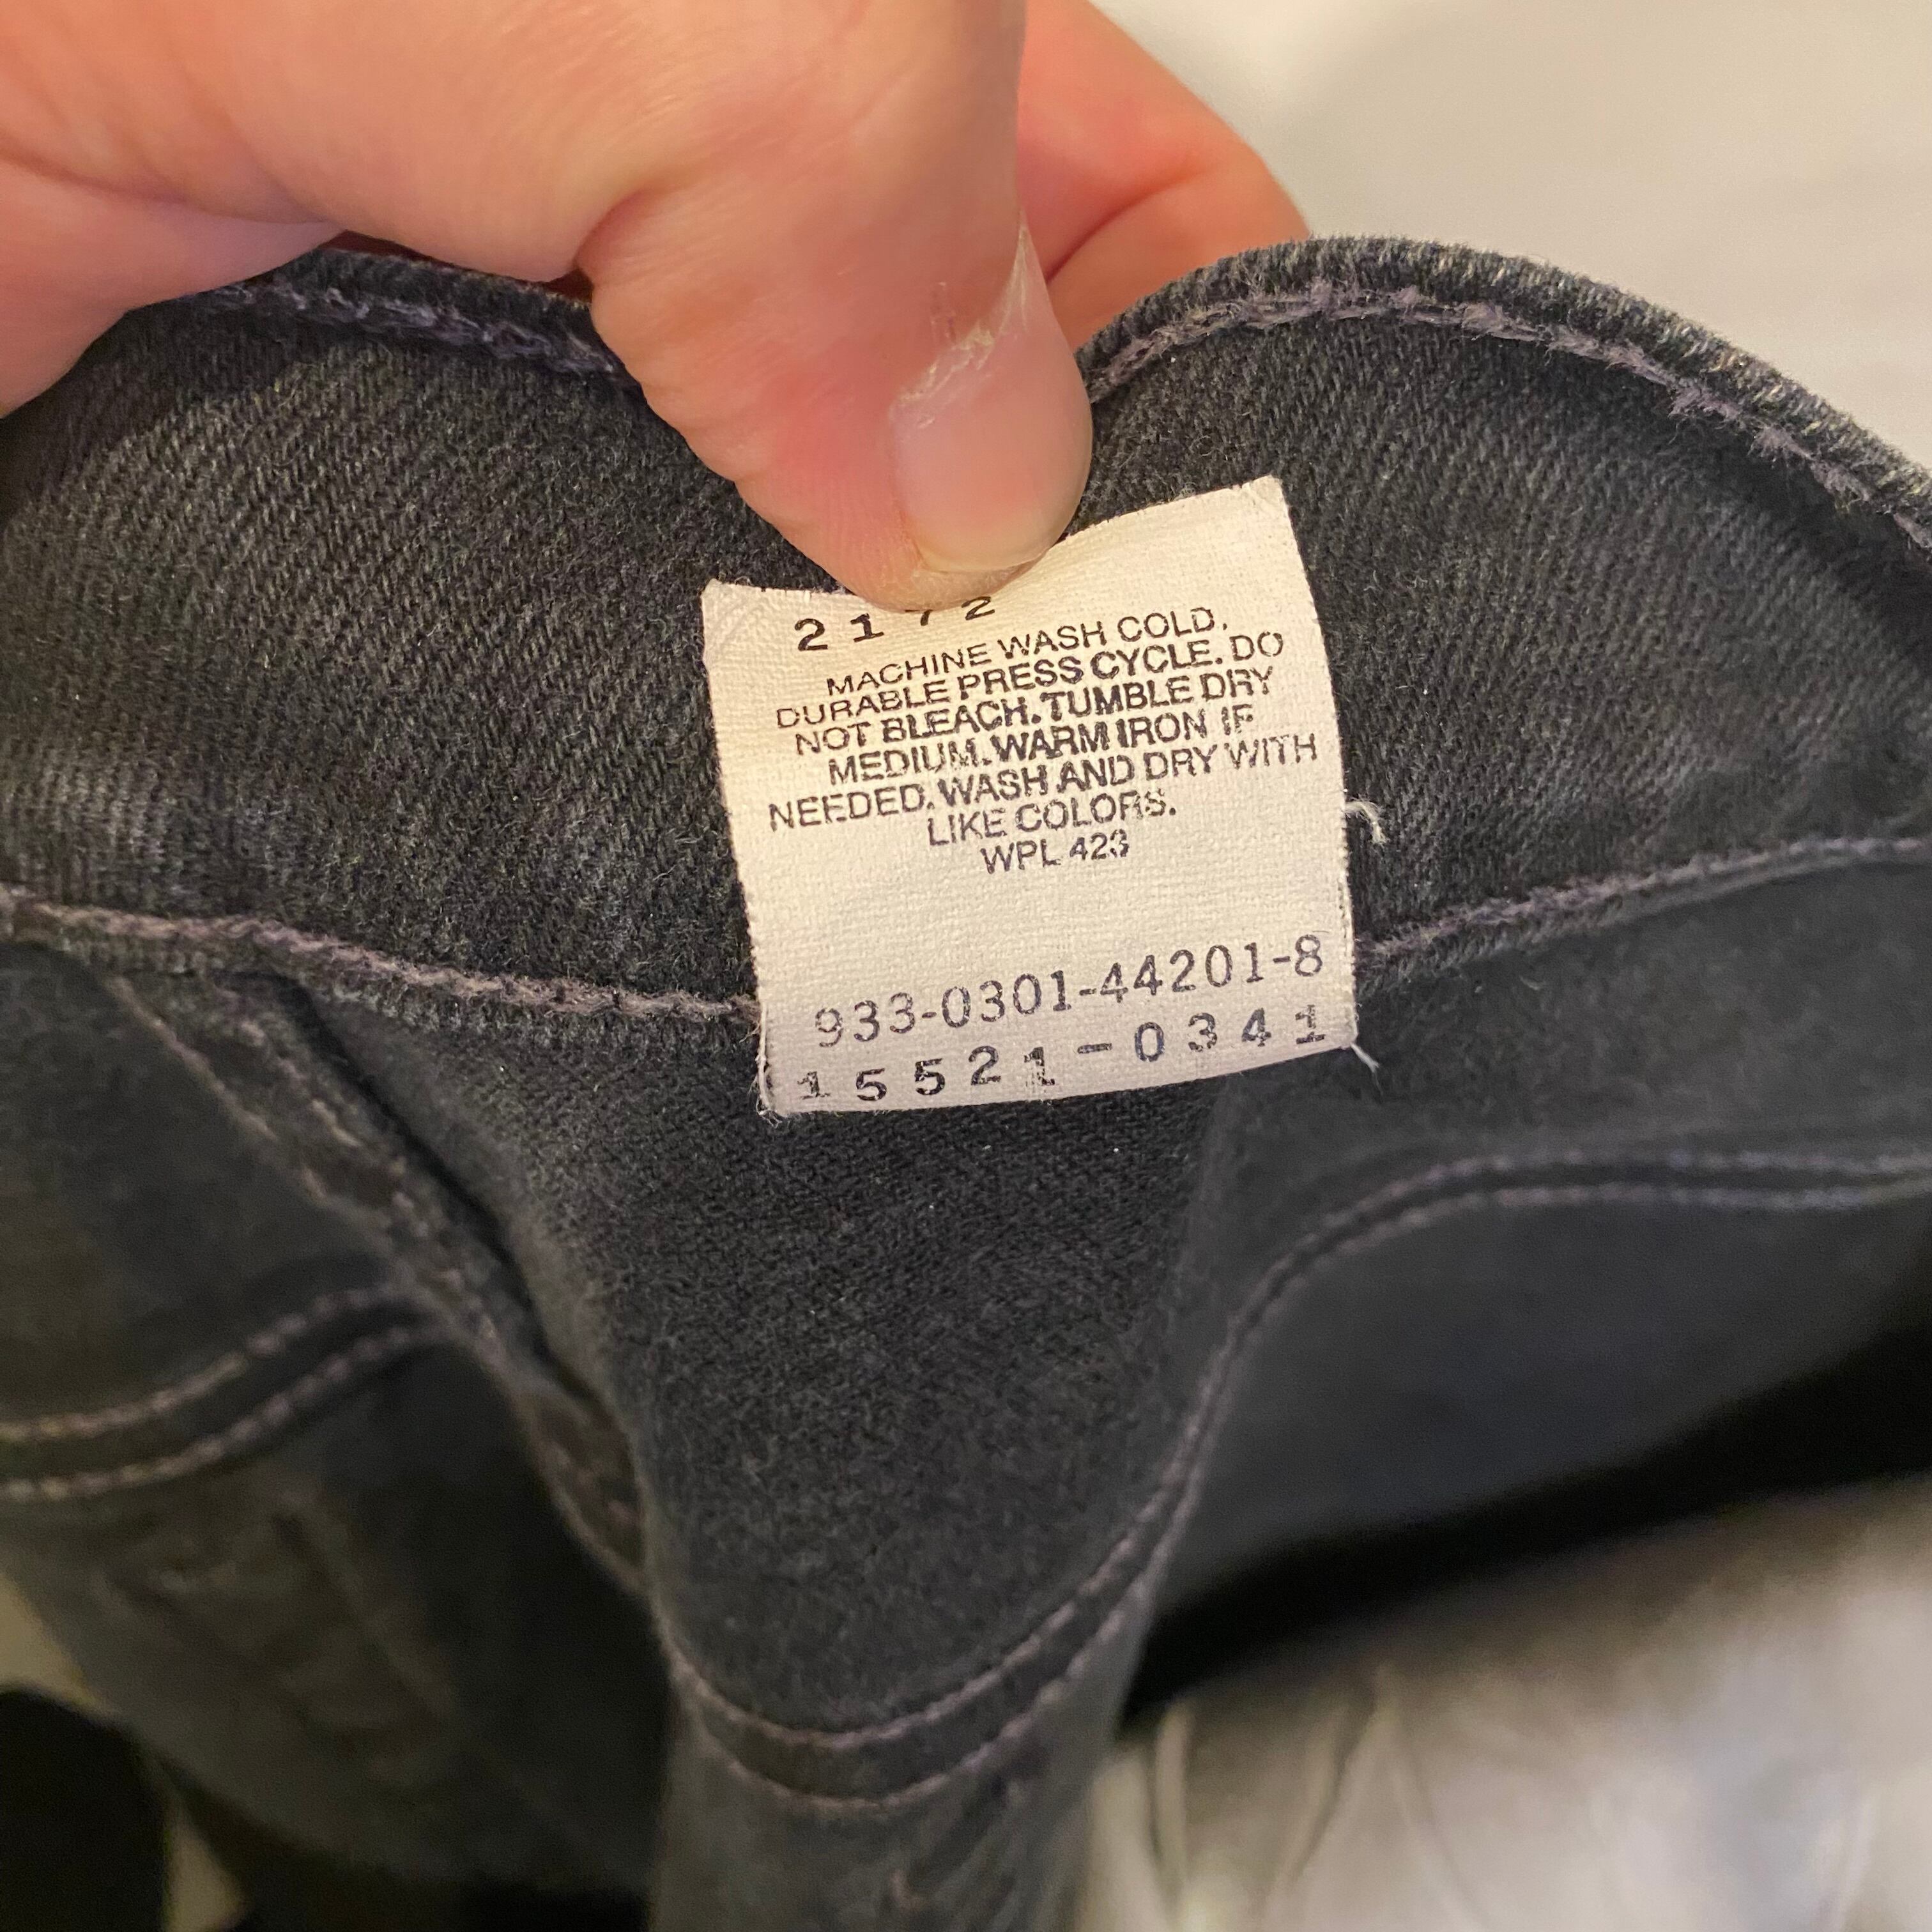 2172
MACHINE WASH COLD.
DURABLE PRESS CYCLE. DO
NOT BLEACH. TUMBLE DRY
MEDIUM. WARM IRON IF
NEEDED. WASH AND DRY WITH
LIKE COLORS.
WPL 423
933-0301-44201-8
15521-0341